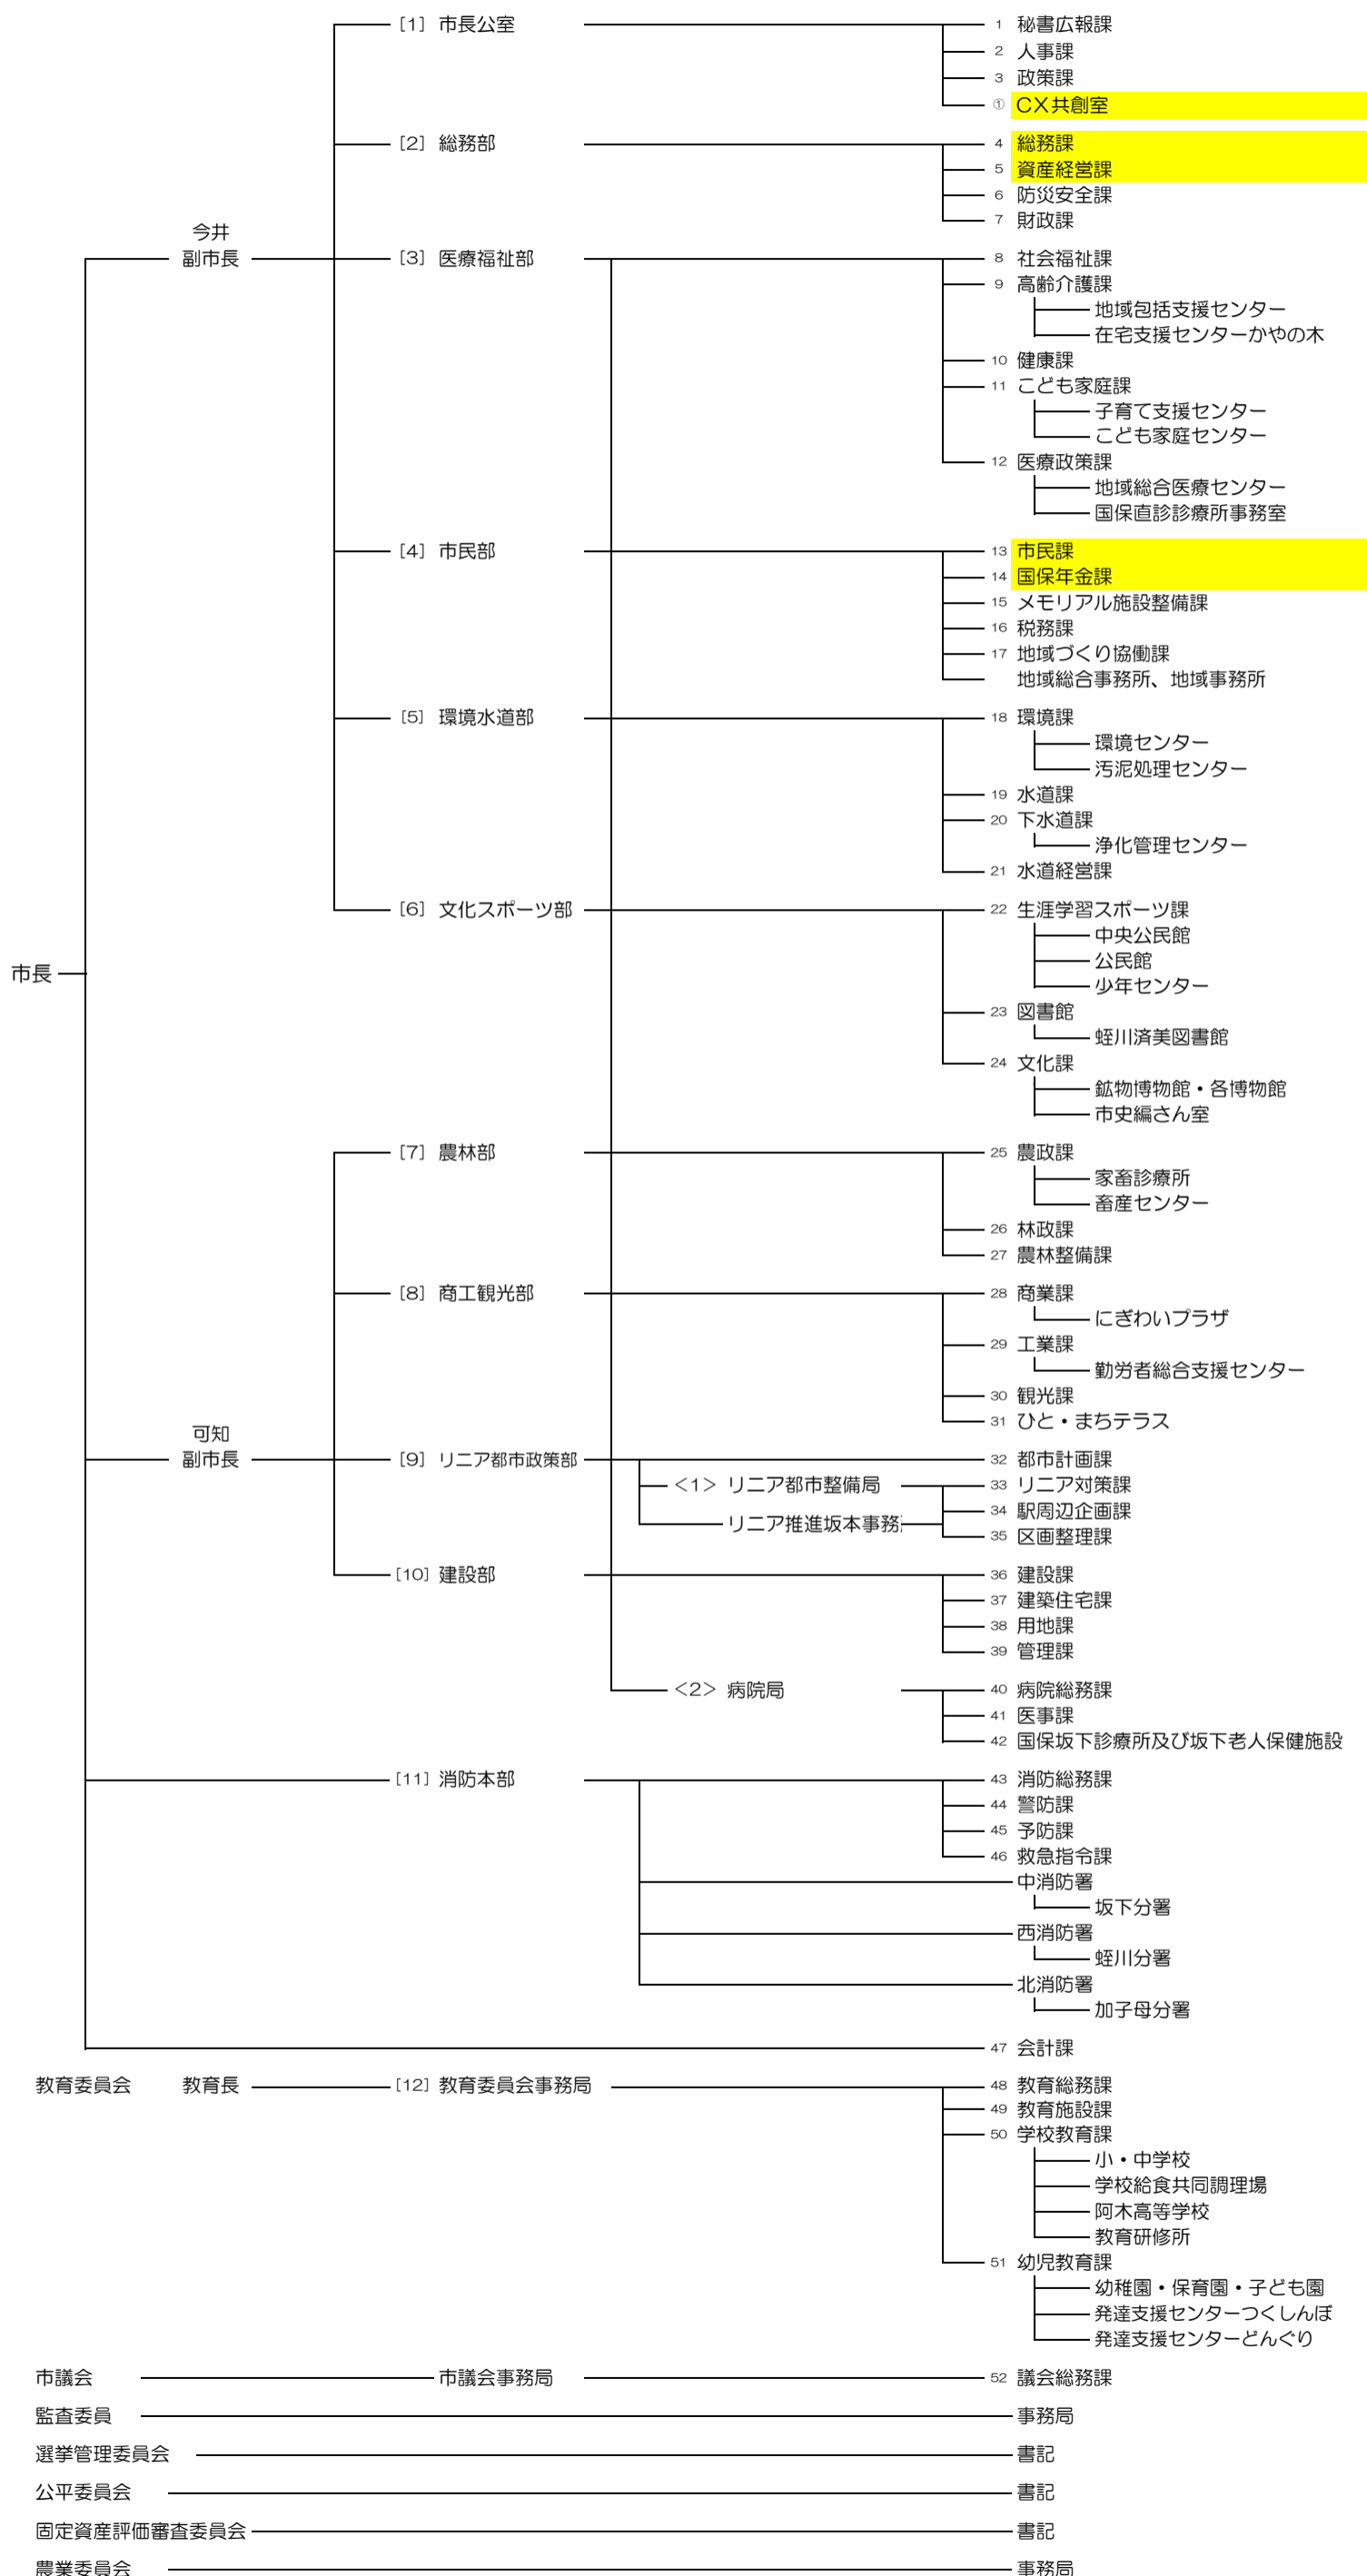 [1] 市長公室 1 秘書広報課
2 人事課
3 政策課
① CX共創室
[2] 総務部 4 総務課
5 資産経営課
6 防災安全課
7 財政課
今井
副市長 [3] 医療福祉部 8 社会福祉課
9 高齢介護課
地域包括支援センター
在宅支援センターかやの木
10 健康課
11 こども家庭課
子育て支援センター
こども家庭センター
12 医療政策課
地域総合医療センター
国保直診診療所事務室
[4] 市民部 13 市民課
14 国保年金課
15 メモリアル施設整備課
16 税務課
17 地域づくり協働課
地域総合事務所、地域事務所
[5] 環境水道部 18 環境課
環境センター
汚泥処理センター
19 水道課
20 下水道課
浄化管理センター
21 水道経営課
[6] 文化スポーツ部 22 生涯学習スポーツ課
中央公民館
公民館
市長
少年センター
23 図書館
蛭川済美図書館
24 文化課
鉱物博物館・各博物館
市史編さん室
[7] 農林部 25 農政課
家畜診療所
畜産センター
26 林政課
27 農林整備課
[8] 商工観光部 28 商業課
にぎわいプラザ
29 工業課
勤労者総合支援センター
30 観光課
31 ひと・まちテラス
可知
副市長 [9] リニア都市政策部 32 都市計画課
<1> リニア都市整備局 33 リニア対策課
34 駅周辺企画課
リニア推進坂本事務
35 区画整理課
[10] 建設部 36 建設課
37 建築住宅課
38 用地課
39 管理課
<2> 病院局 40 病院総務課
41 医事課
42 国保坂下診療所及び坂下老人保健施設
[11] 消防本部 43 消防総務課
44 警防課
45 予防課
46 救急指令課
中消防署
坂下分署
西消防署
蛭川分署
北消防署
加子母分署
47 会計課
教育委員会 教育長 [12] 教育委員会事務局 48 教育総務課
49 教育施設課
50 学校教育課
小・中学校
学校給食共同調理場
阿木高等学校
教育研修所
51 幼児教育課
幼稚園・保育園・子ども園
発達支援センターつくしんぼ
発達支援センターどんぐり
市議会 市議会事務局 52 議会総務課
監査委員 事務局
選挙管理委員会 書記
公平委員会 書記
固定資産評価審査委員会 書記
農業委員会 事務局